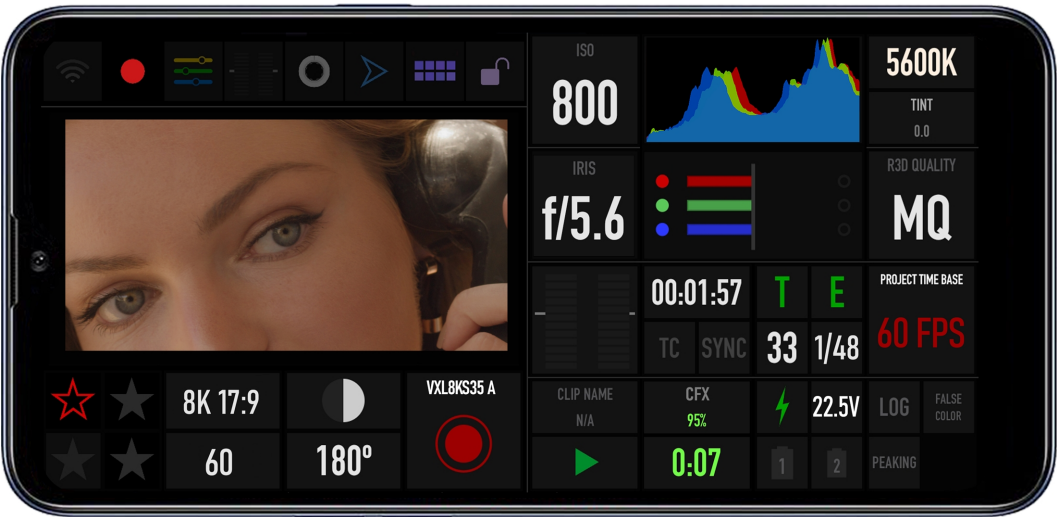 ISO
800
5600K
TINT
0.0
IRIS
f/5.6
R3D QUALITY
MQ
00:01:57
T
E
PROJECT TIME BASE
60 FPS
TC
SYNC
33
1/48
8K 17:9
VXL8KS35 A
60
180º
CLIP NAME
N/A
CFX
95%
22.5V
LOG
FALSE
COLOR
0:07
1
2
PEAKING